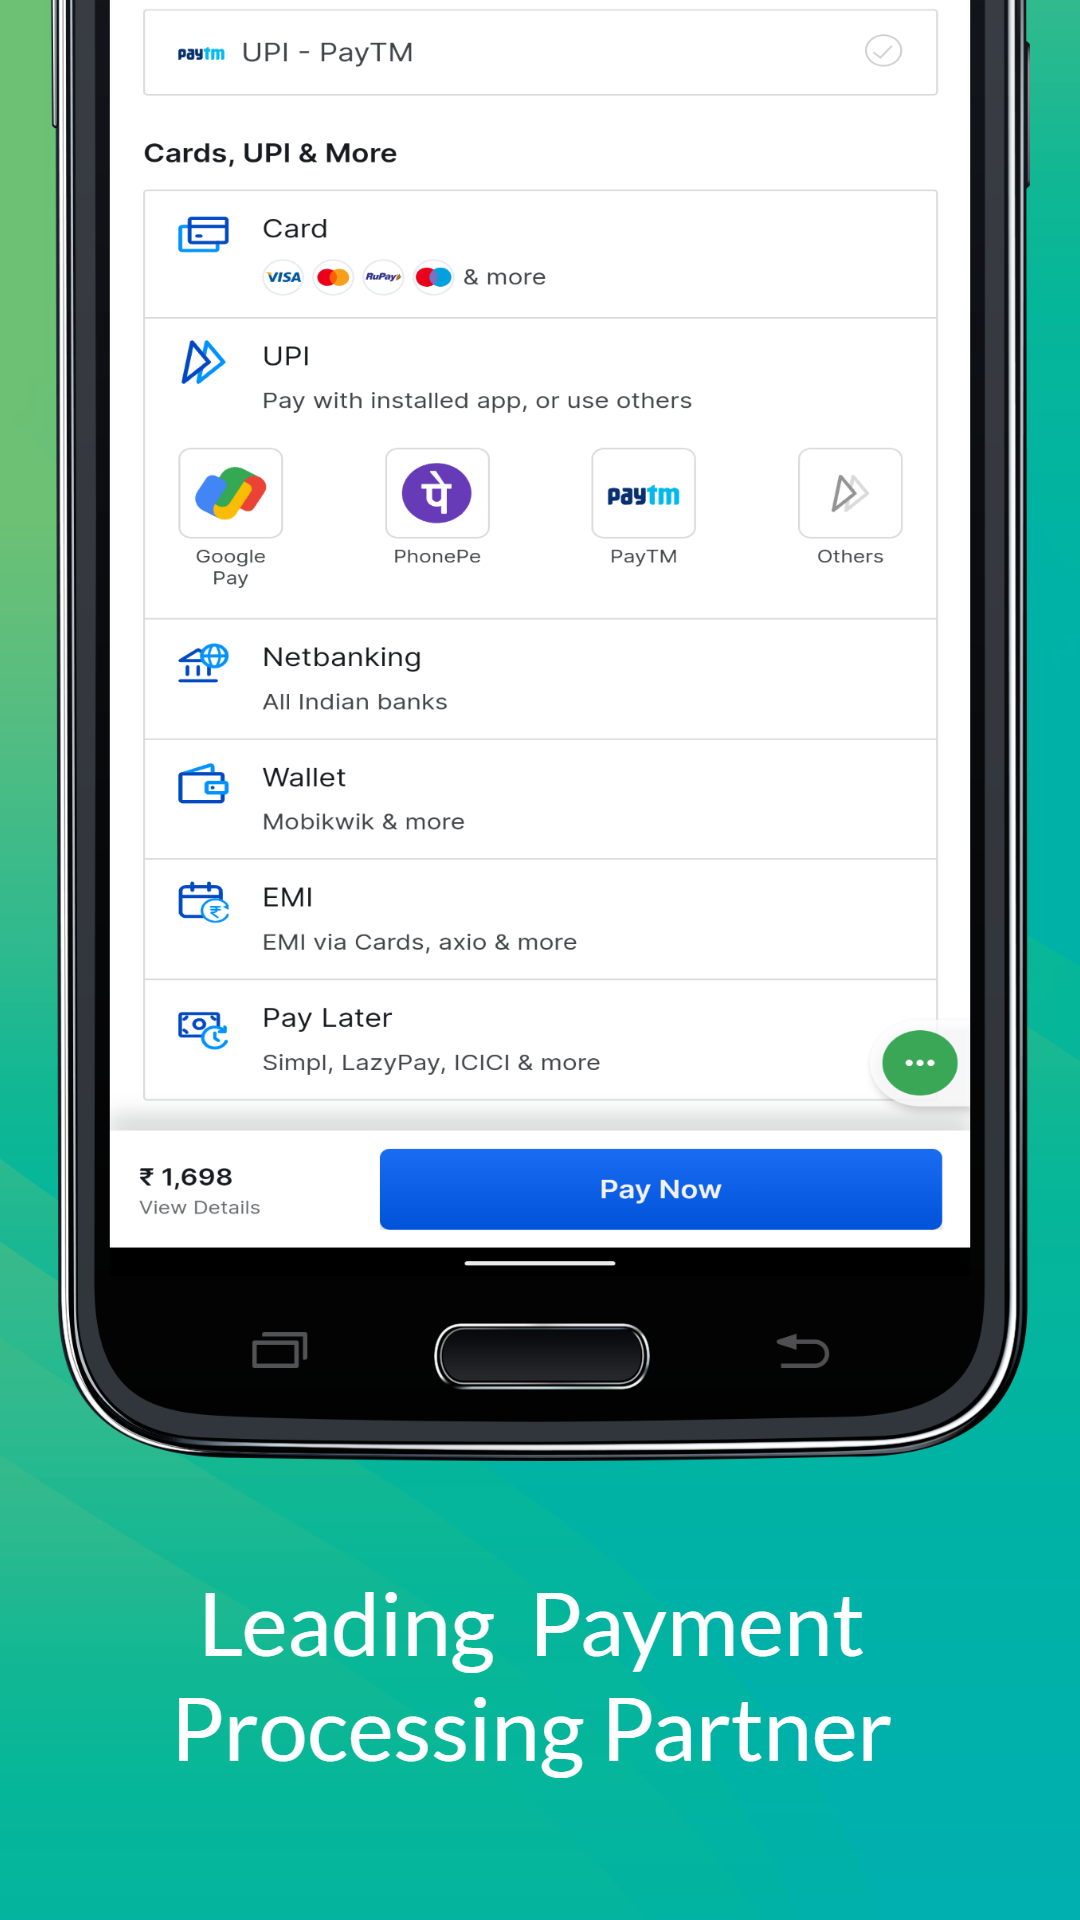 paytm UPI - PayTM
Cards, UPI & More
Card
VISA RuPay & more
UPI
Pay with installed app, or use others
पे paytm
Google Pay PhonePe PayTM Others
Netbanking
All Indian banks
Wallet
Mobikwik & more
₹
EMI
EMI via Cards, axio & more
Pay Later
Simpl, LazyPay, ICICI & more
₹ 1,698
View Details
Pay Now
Leading Payment
Processing Partner